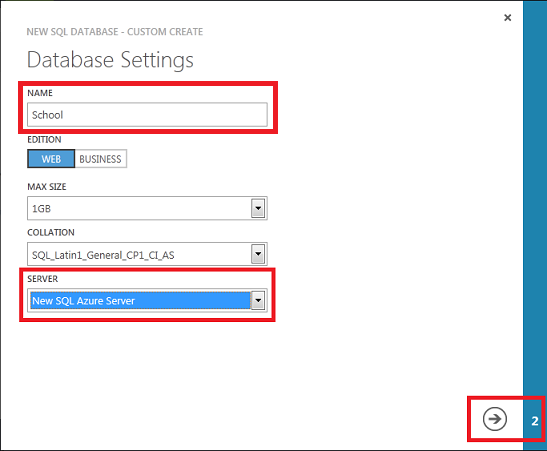 NEW SQL DATABASE - CUSTOM CREATE
Database Settings
NAME
School
EDITION
WEB BUSINESS
MAX SIZE
1GB
COLLATION
SQL_Latin1_General_CP1_CI_AS
SERVER
New SQL Azure Server
2